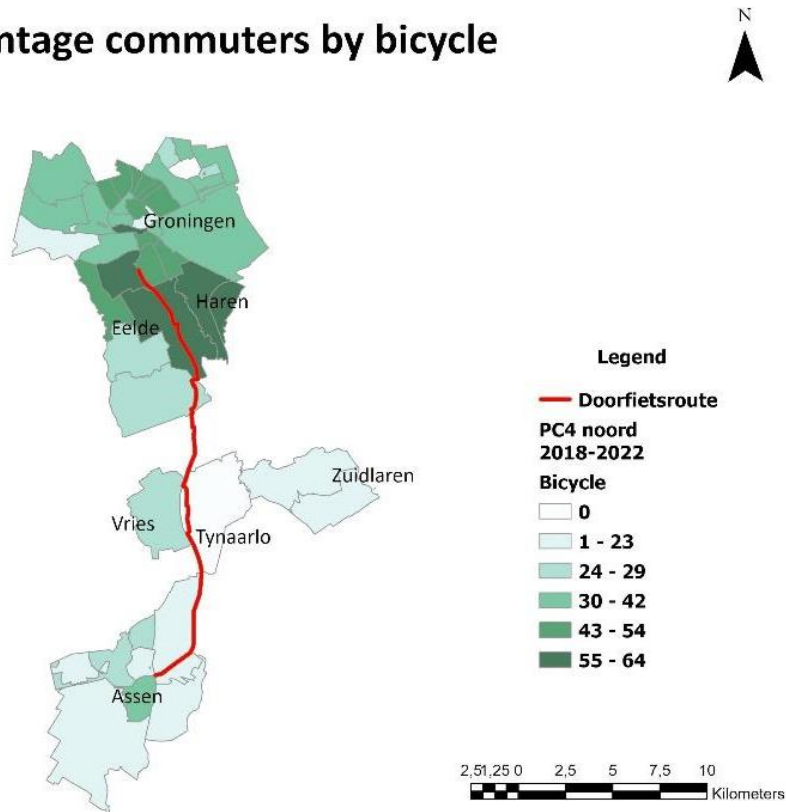 ntage commuters by bicycle
N
Groningen
Haren
Eelde
Zuidlaren
Vries
Tynaarlo
Assen
Legend
Doorfietsroute
PC4 noord
2018-2022
Bicycle
0
1 - 23
24 - 29
30 - 42
43 - 54
55 - 64
2,51,25 0 2,5 5 7,5 10
Kilometers